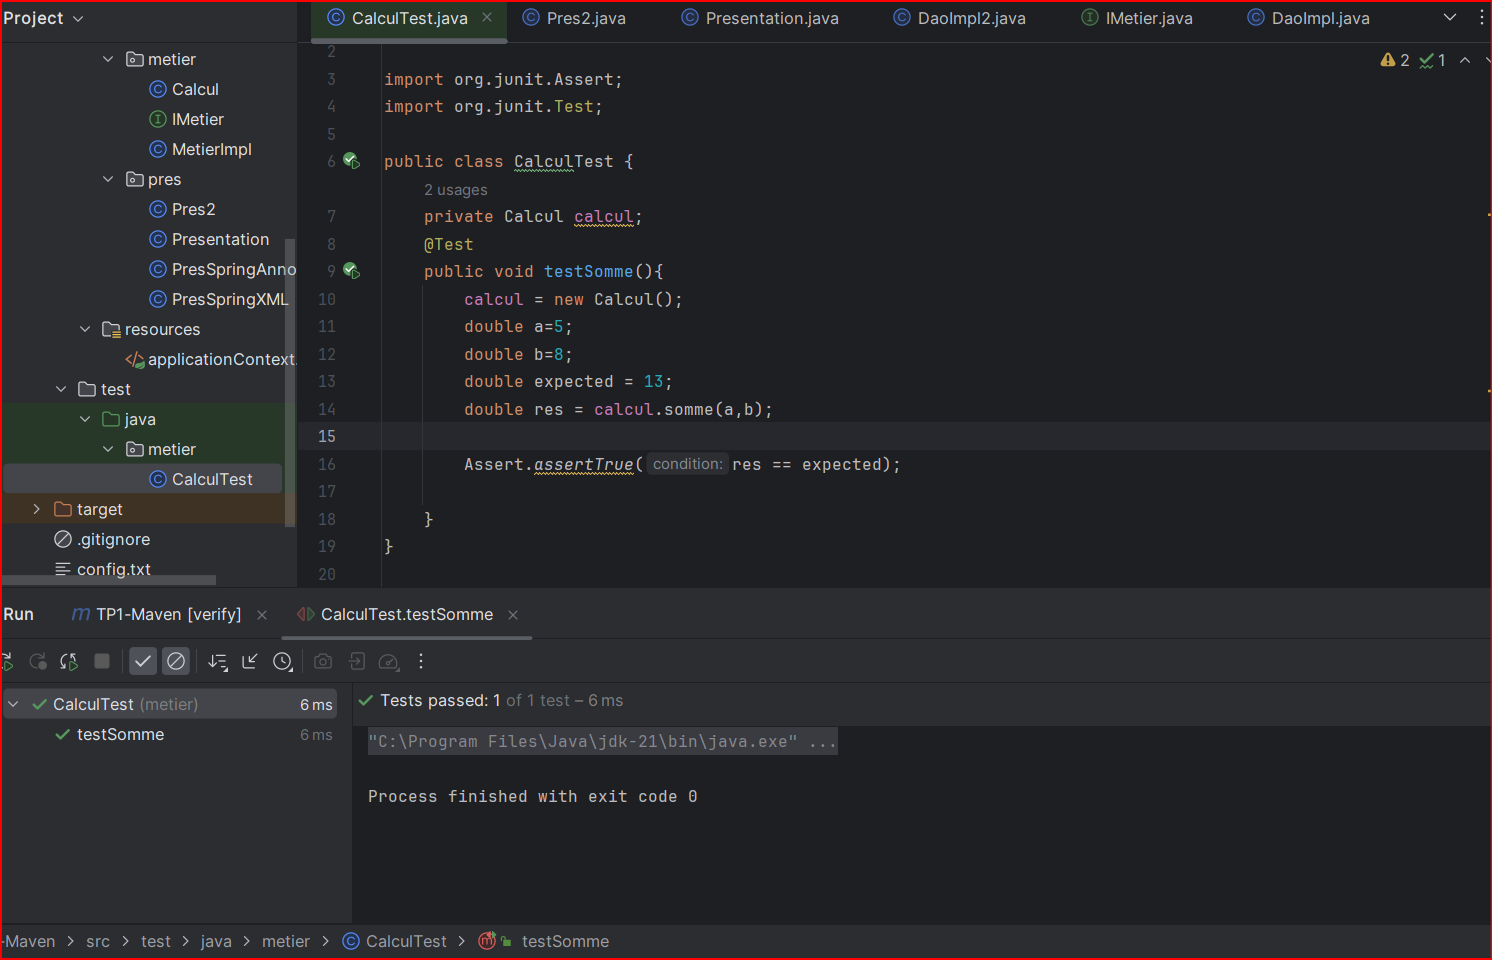 Project
CalculTest.java
Pres2.java
Presentation.java
DaoImpl2.java
IMetier.java
DaoImpl.java
metier
Calcul
IMetier
MetierImpl
pres
Pres2
Presentation
PresSpringAnno
PresSpringXML
resources
applicationContext.
test
java
metier
CalculTest
target
.gitignore
config.txt
2 1
2
3 import org.junit.Assert;
4 import org.junit.Test;
5
6 public class CalculTest {
2 usages
7 private Calcul calcul;
8 @Test
9 public void testSomme(){
10 calcul = new Calcul();
11 double a=5;
12 double b=8;
13 double expected = 13;
14 double res = calcul.somme(a,b);
15
16 Assert.assertTrue( condition: res == expected);
17
18 }
19 }
20
Run
TP1-Maven [verify]
CalculTest.testSomme
CalculTest (metier) 6 ms
testSomme 6 ms
Tests passed: 1 of 1 test – 6 ms
"C:\Program Files\Java\jdk-21\bin\java.exe" ...
Process finished with exit code 0
-Maven > src > test > java > metier > CalculTest > testSomme